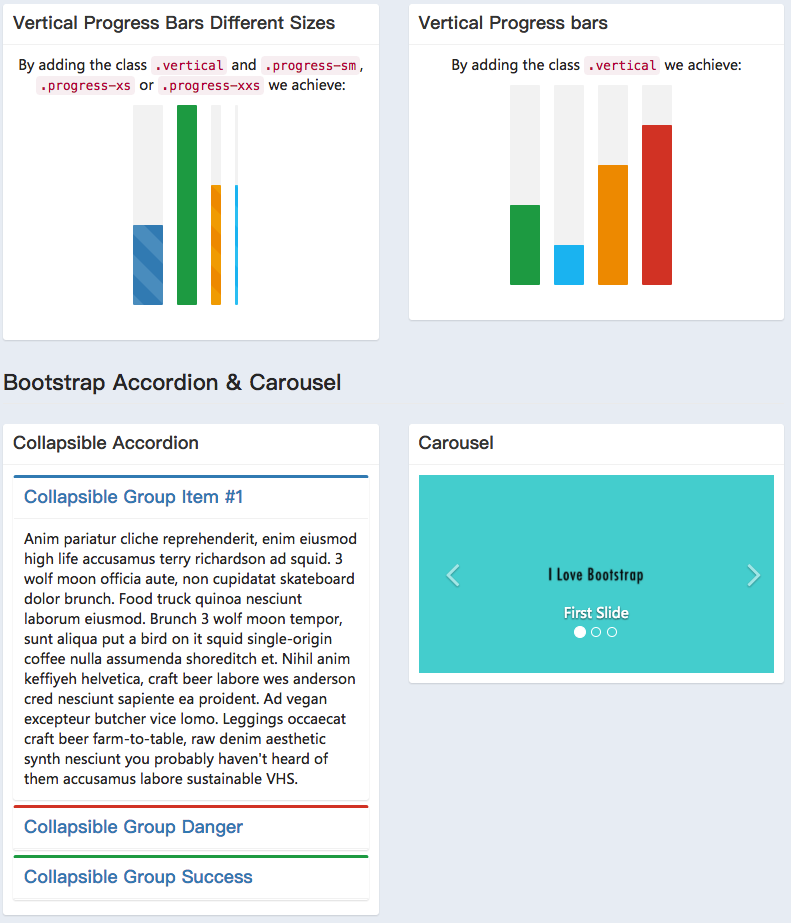 Vertical Progress Bars Different Sizes
By adding the class .vertical and .progress-sm,
.progress-xs or .progress-xxs we achieve:
Vertical Progress bars
By adding the class .vertical we achieve:
Bootstrap Accordion & Carousel
Collapsible Accordion
Collapsible Group Item #1
Anim pariatur cliche reprehenderit, enim eiusmod
high life accusamus terry richardson ad squid. 3
wolf moon officia aute, non cupidatat skateboard
dolor brunch. Food truck quinoa nesciunt
laborum eiusmod. Brunch 3 wolf moon tempor,
sunt aliqua put a bird on it squid single-origin
coffee nulla assumenda shoreditch et. Nihil anim
keffiyeh helvetica, craft beer labore wes anderson
cred nesciunt sapiente ea proident. Ad vegan
excepteur butcher vice lomo. Leggings occaecat
craft beer farm-to-table, raw denim aesthetic
synth nesciunt you probably haven't heard of
them accusamus labore sustainable VHS.
Collapsible Group Danger
Collapsible Group Success
Carousel
I Love Bootstrap
First Slide